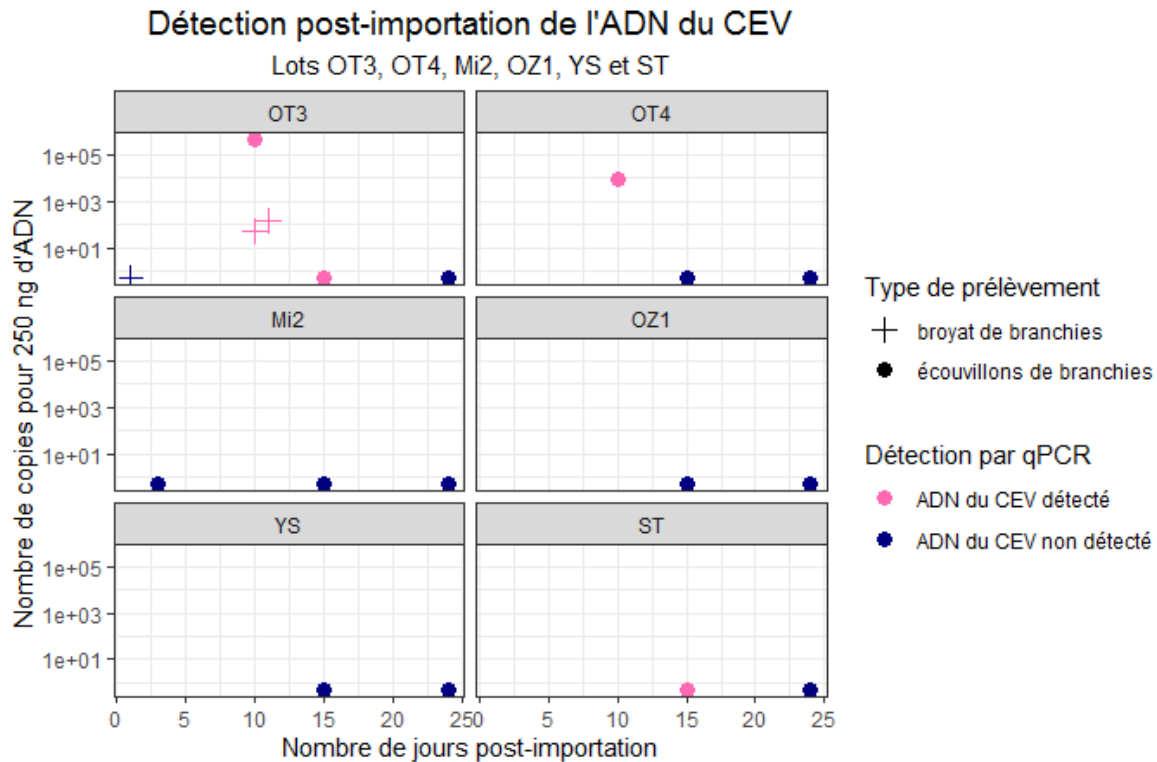 Détection post-importation de l'ADN du CEV
Lots OT3, OT4, Mi2, OZ1, YS et ST
Nombre de copies pour 250 ng d'ADN
OT3
OT4
1e+05
1e+03
1e+01
Mi2
OZ1
1e+05
1e+03
1e+01
YS
ST
1e+05
1e+03
1e+01
0 5 10 15 20 25 0 5 10 15 20 25
Nombre de jours post-importation
Type de prélèvement
broyat de branchies
écouvillons de branchies
Détection par qPCR
ADN du CEV détecté
ADN du CEV non détecté